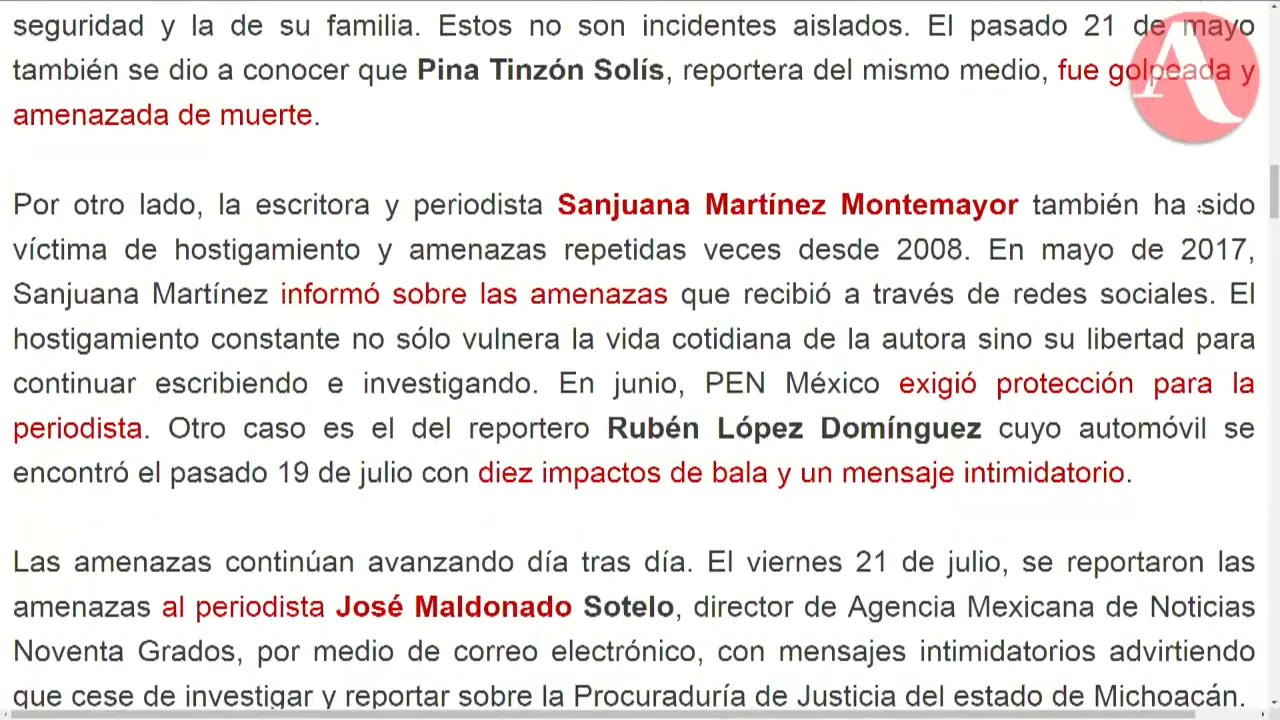 seguridad y la de su familia. Estos no son incidentes aislados. El pasado 21 de mayo
también se dio a conocer que Pina Tinzón Solís, reportera del mismo medio, fue golpeada y
amenazada de muerte.
Por otro lado, la escritora y periodista Sanjuana Martínez Montemayor también ha sido
víctima de hostigamiento y amenazas repetidas veces desde 2008. En mayo de 2017,
Sanjuana Martínez informó sobre las amenazas que recibió a través de redes sociales. El
hostigamiento constante no sólo vulnera la vida cotidiana de la autora sino su libertad para
continuar escribiendo e investigando. En junio, PEN México exigió protección para la
periodista. Otro caso es el del reportero Rubén López Domínguez cuyo automóvil se
encontró el pasado 19 de julio con diez impactos de bala y un mensaje intimidatorio.
Las amenazas continúan avanzando día tras día. El viernes 21 de julio, se reportaron las
amenazas al periodista José Maldonado Sotelo, director de Agencia Mexicana de Noticias
Noventa Grados, por medio de correo electrónico, con mensajes intimidatorios advirtiendo
que cese de investigar y reportar sobre la Procuraduría de Justicia del estado de Michoacán.
A